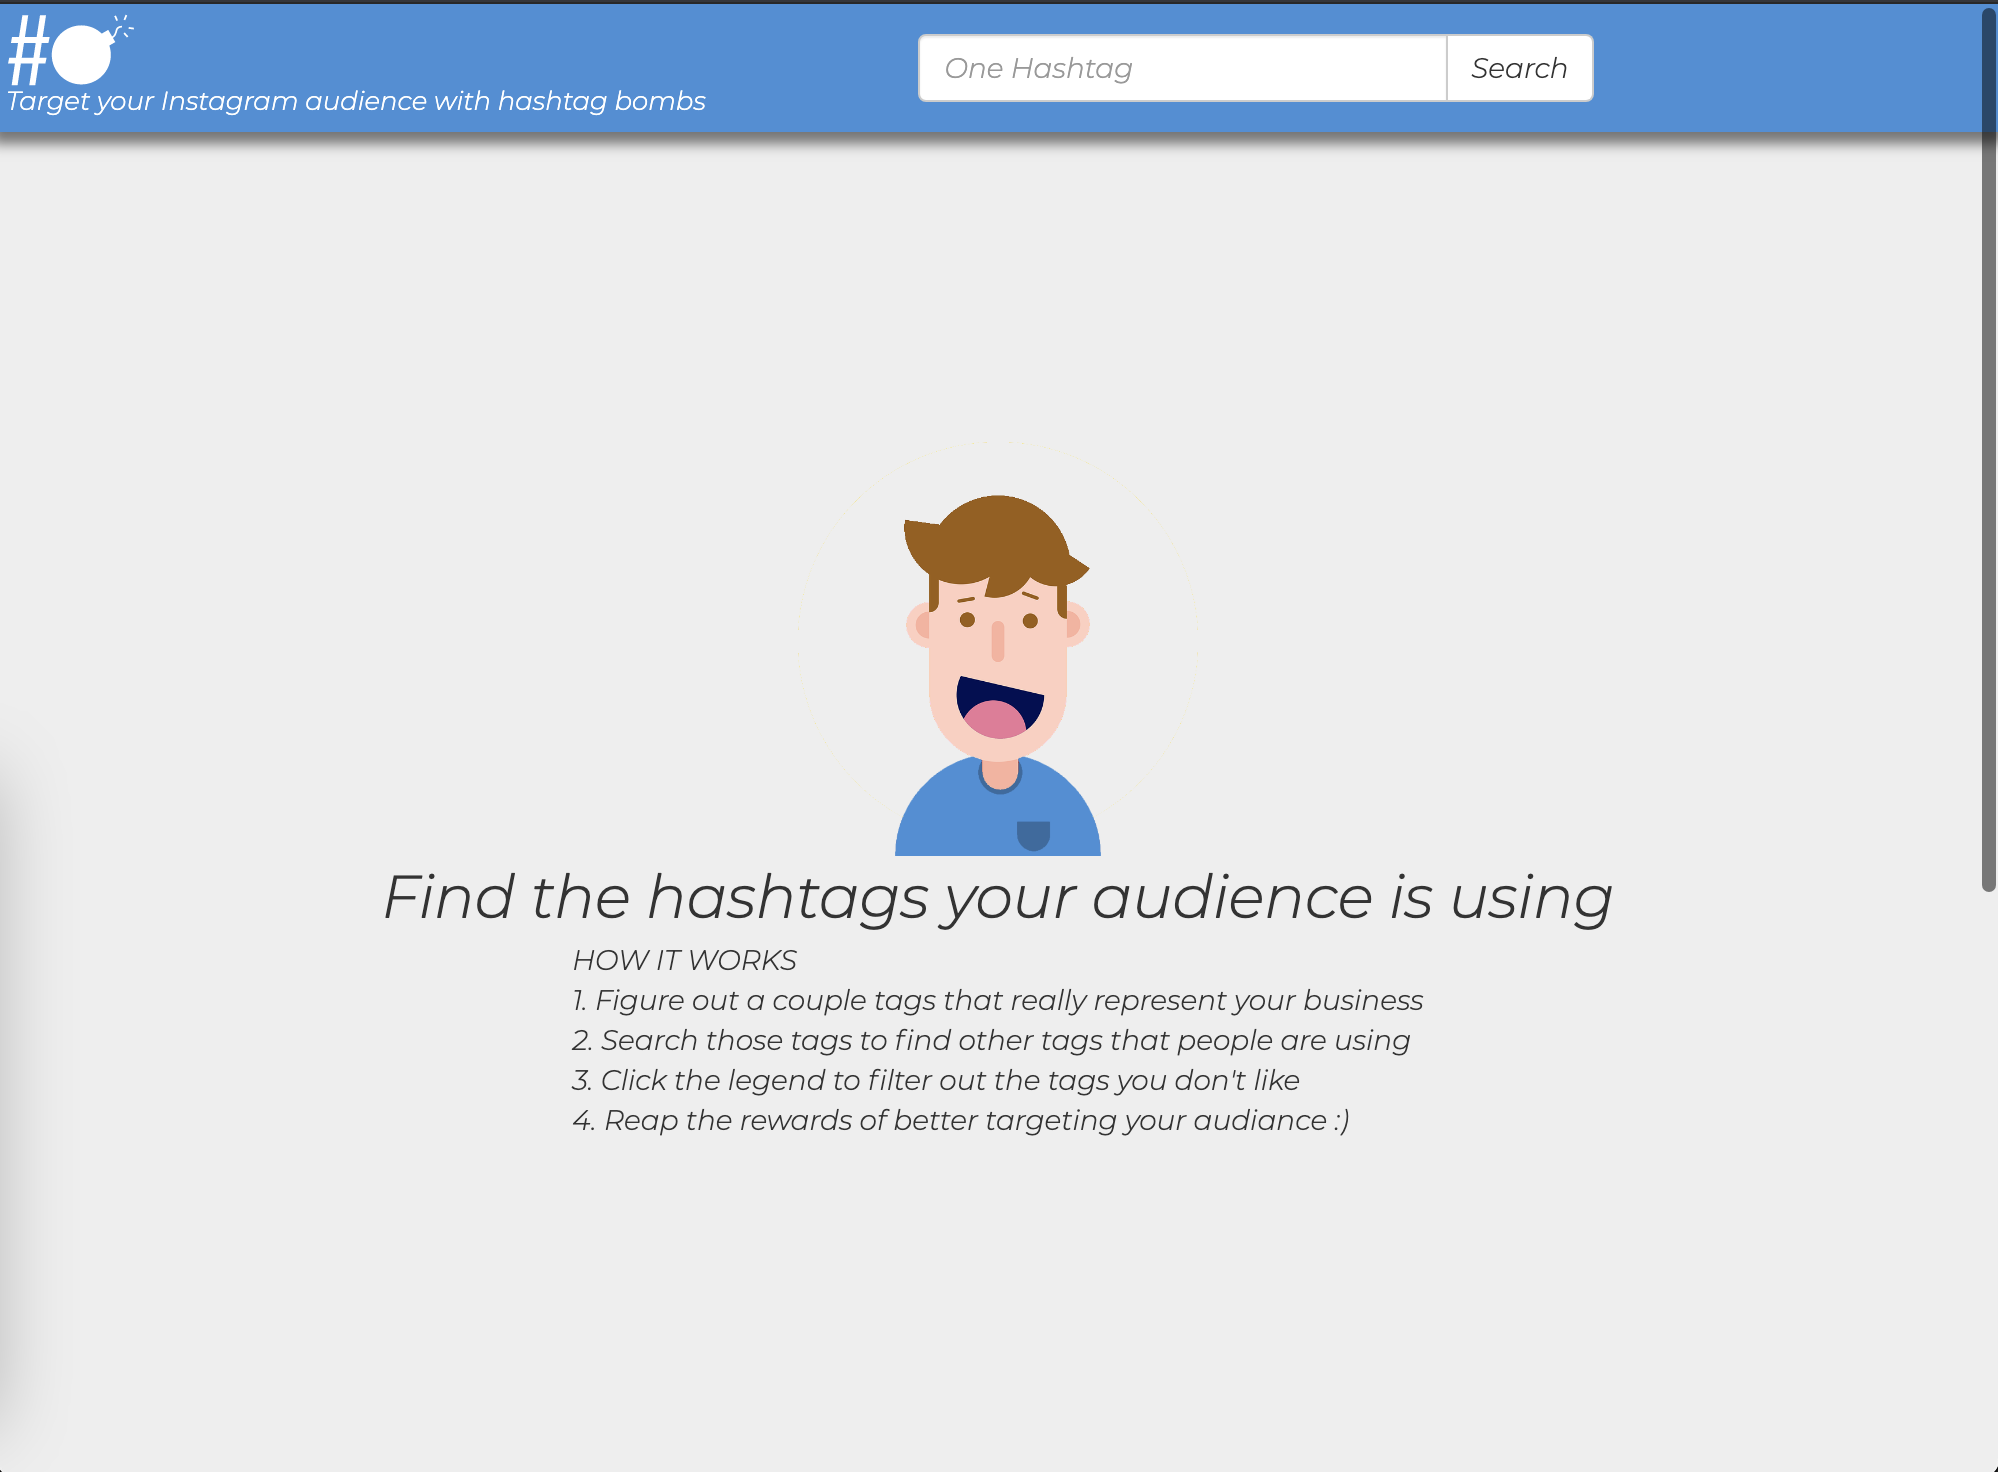 #
Target your Instagram audience with hashtag bombs
One Hashtag
Search
Find the hashtags your audience is using
HOW IT WORKS
1. Figure out a couple tags that really represent your business
2. Search those tags to find other tags that people are using
3. Click the legend to filter out the tags you don't like
4. Reap the rewards of better targeting your audiance :)